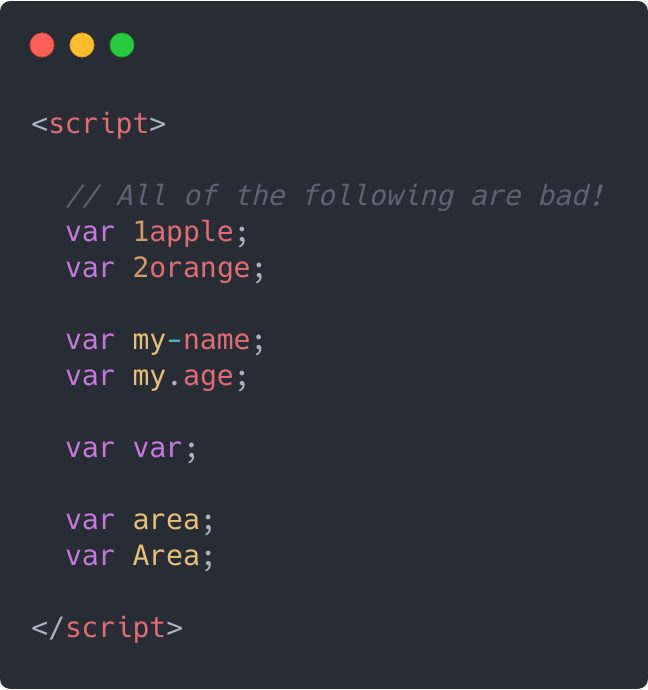 <script>
// All of the following are bad!
var 1apple;
var 2orange;
var my-name;
var my.age;
var var;
var area;
var Area;
</script>